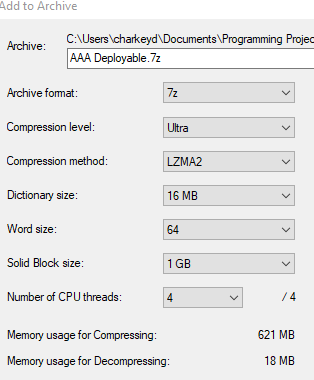 Add to Archive
Archive: C:\Users\charkeyd\Documents\Programming Projec
AAA Deployable.7z
Archive format: 7z
Compression level: Ultra
Compression method: LZMA2
Dictionary size: 16 MB
Word size: 64
Solid Block size: 1 GB
Number of CPU threads: 4 / 4
Memory usage for Compressing: 621 MB
Memory usage for Decompressing: 18 MB